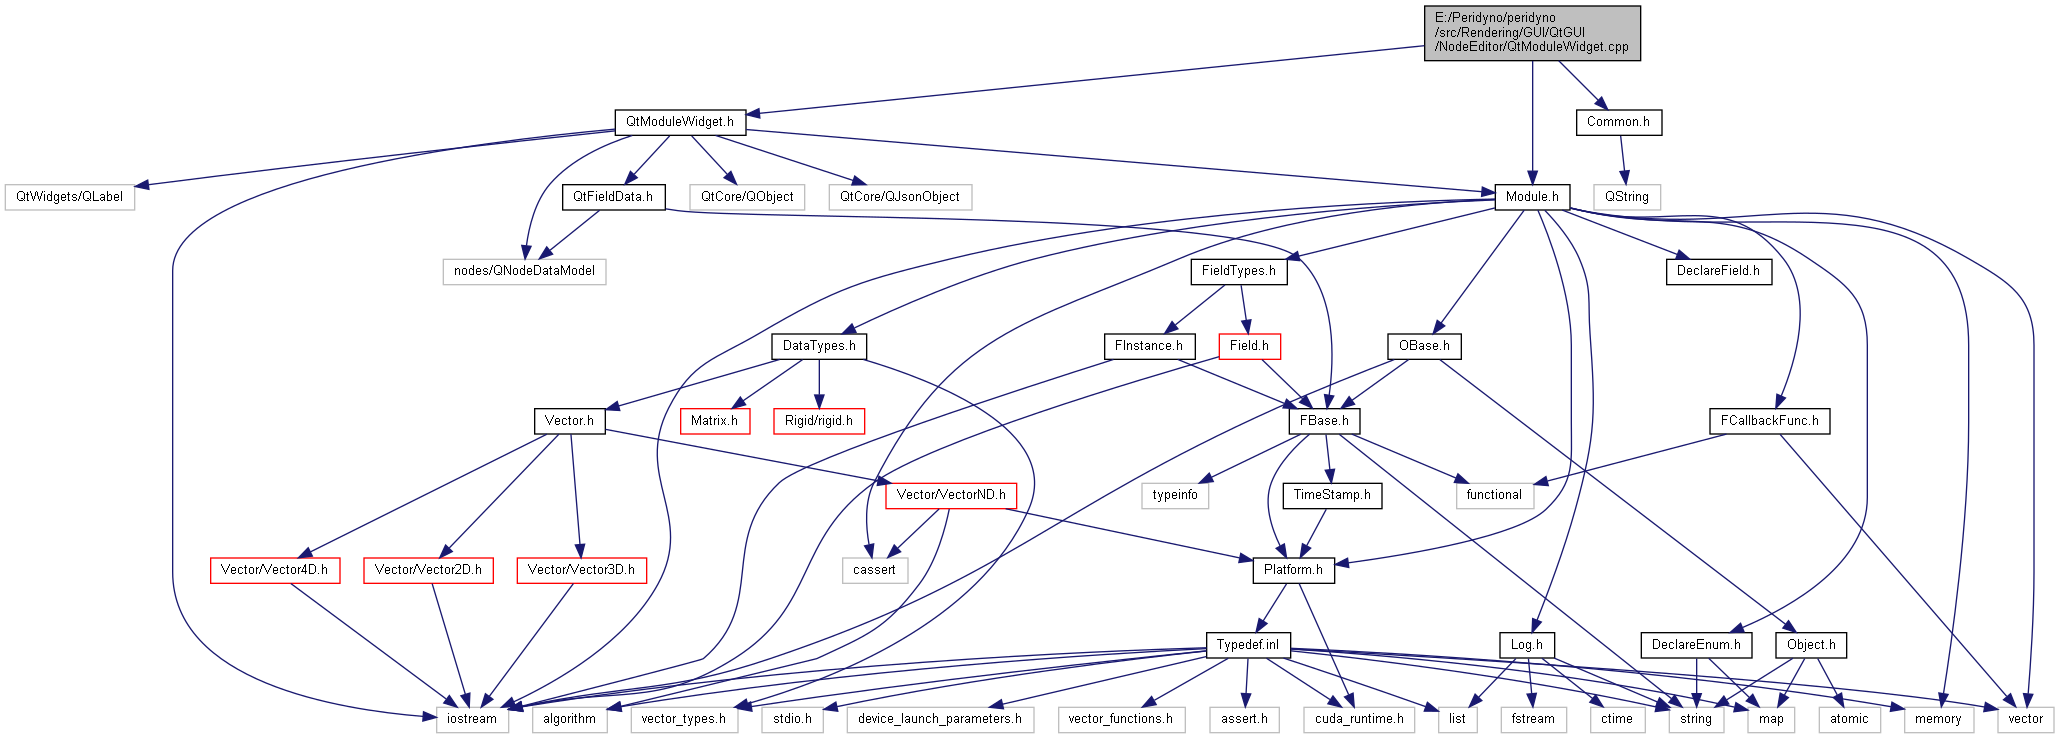 E:/Peridyno/peridyno
/src/Rendering/GUI/QtGUI
/NodeEditor/QtModuleWidget.cpp
QtModuleWidget.h
Common.h
QtWidgets/QLabel
QtFieldData.h
QtCore/QObject
QtCore/QJsonObject
Module.h
QString
nodes/QNodeDataModel
FieldTypes.h
DeclareField.h
DataTypes.h
FInstance.h
Field.h
OBase.h
Vector.h
Matrix.h
Rigid/rigid.h
FBase.h
FCallbackFunc.h
Vector/VectorND.h
typeinfo
TimeStamp.h
functional
Vector/Vector4D.h
Vector/Vector2D.h
Vector/Vector3D.h
cassert
Platform.h
Typedef.inl
Log.h
DeclareEnum.h
Object.h
iostream
algorithm
vector_types.h
stdio.h
device_launch_parameters.h
vector_functions.h
assert.h
cuda_runtime.h
list
fstream
ctime
string
map
atomic
memory
vector